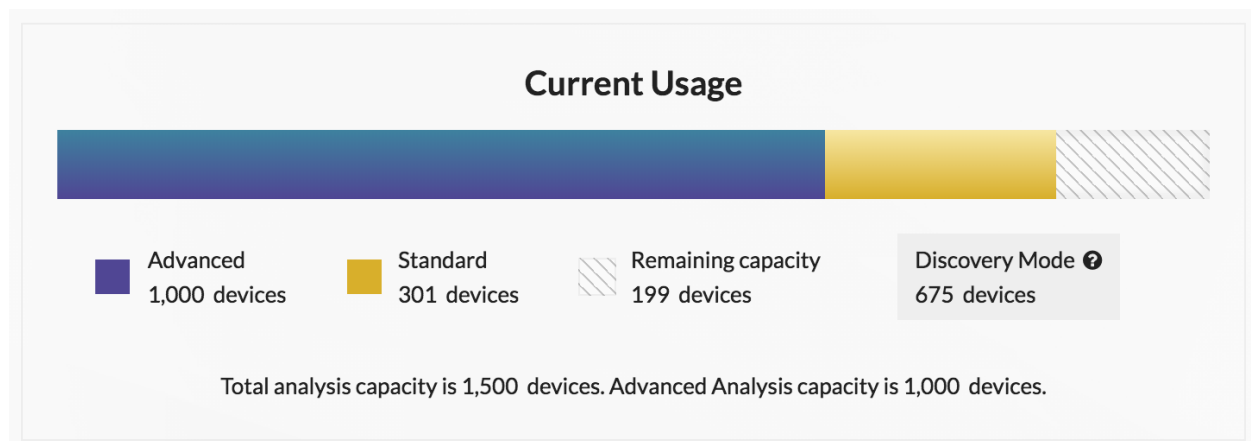 Current Usage
Advanced
1,000 devices
Standard
301 devices
Remaining capacity
199 devices
Discovery Mode ?
675 devices
Total analysis capacity is 1,500 devices. Advanced Analysis capacity is 1,000 devices.